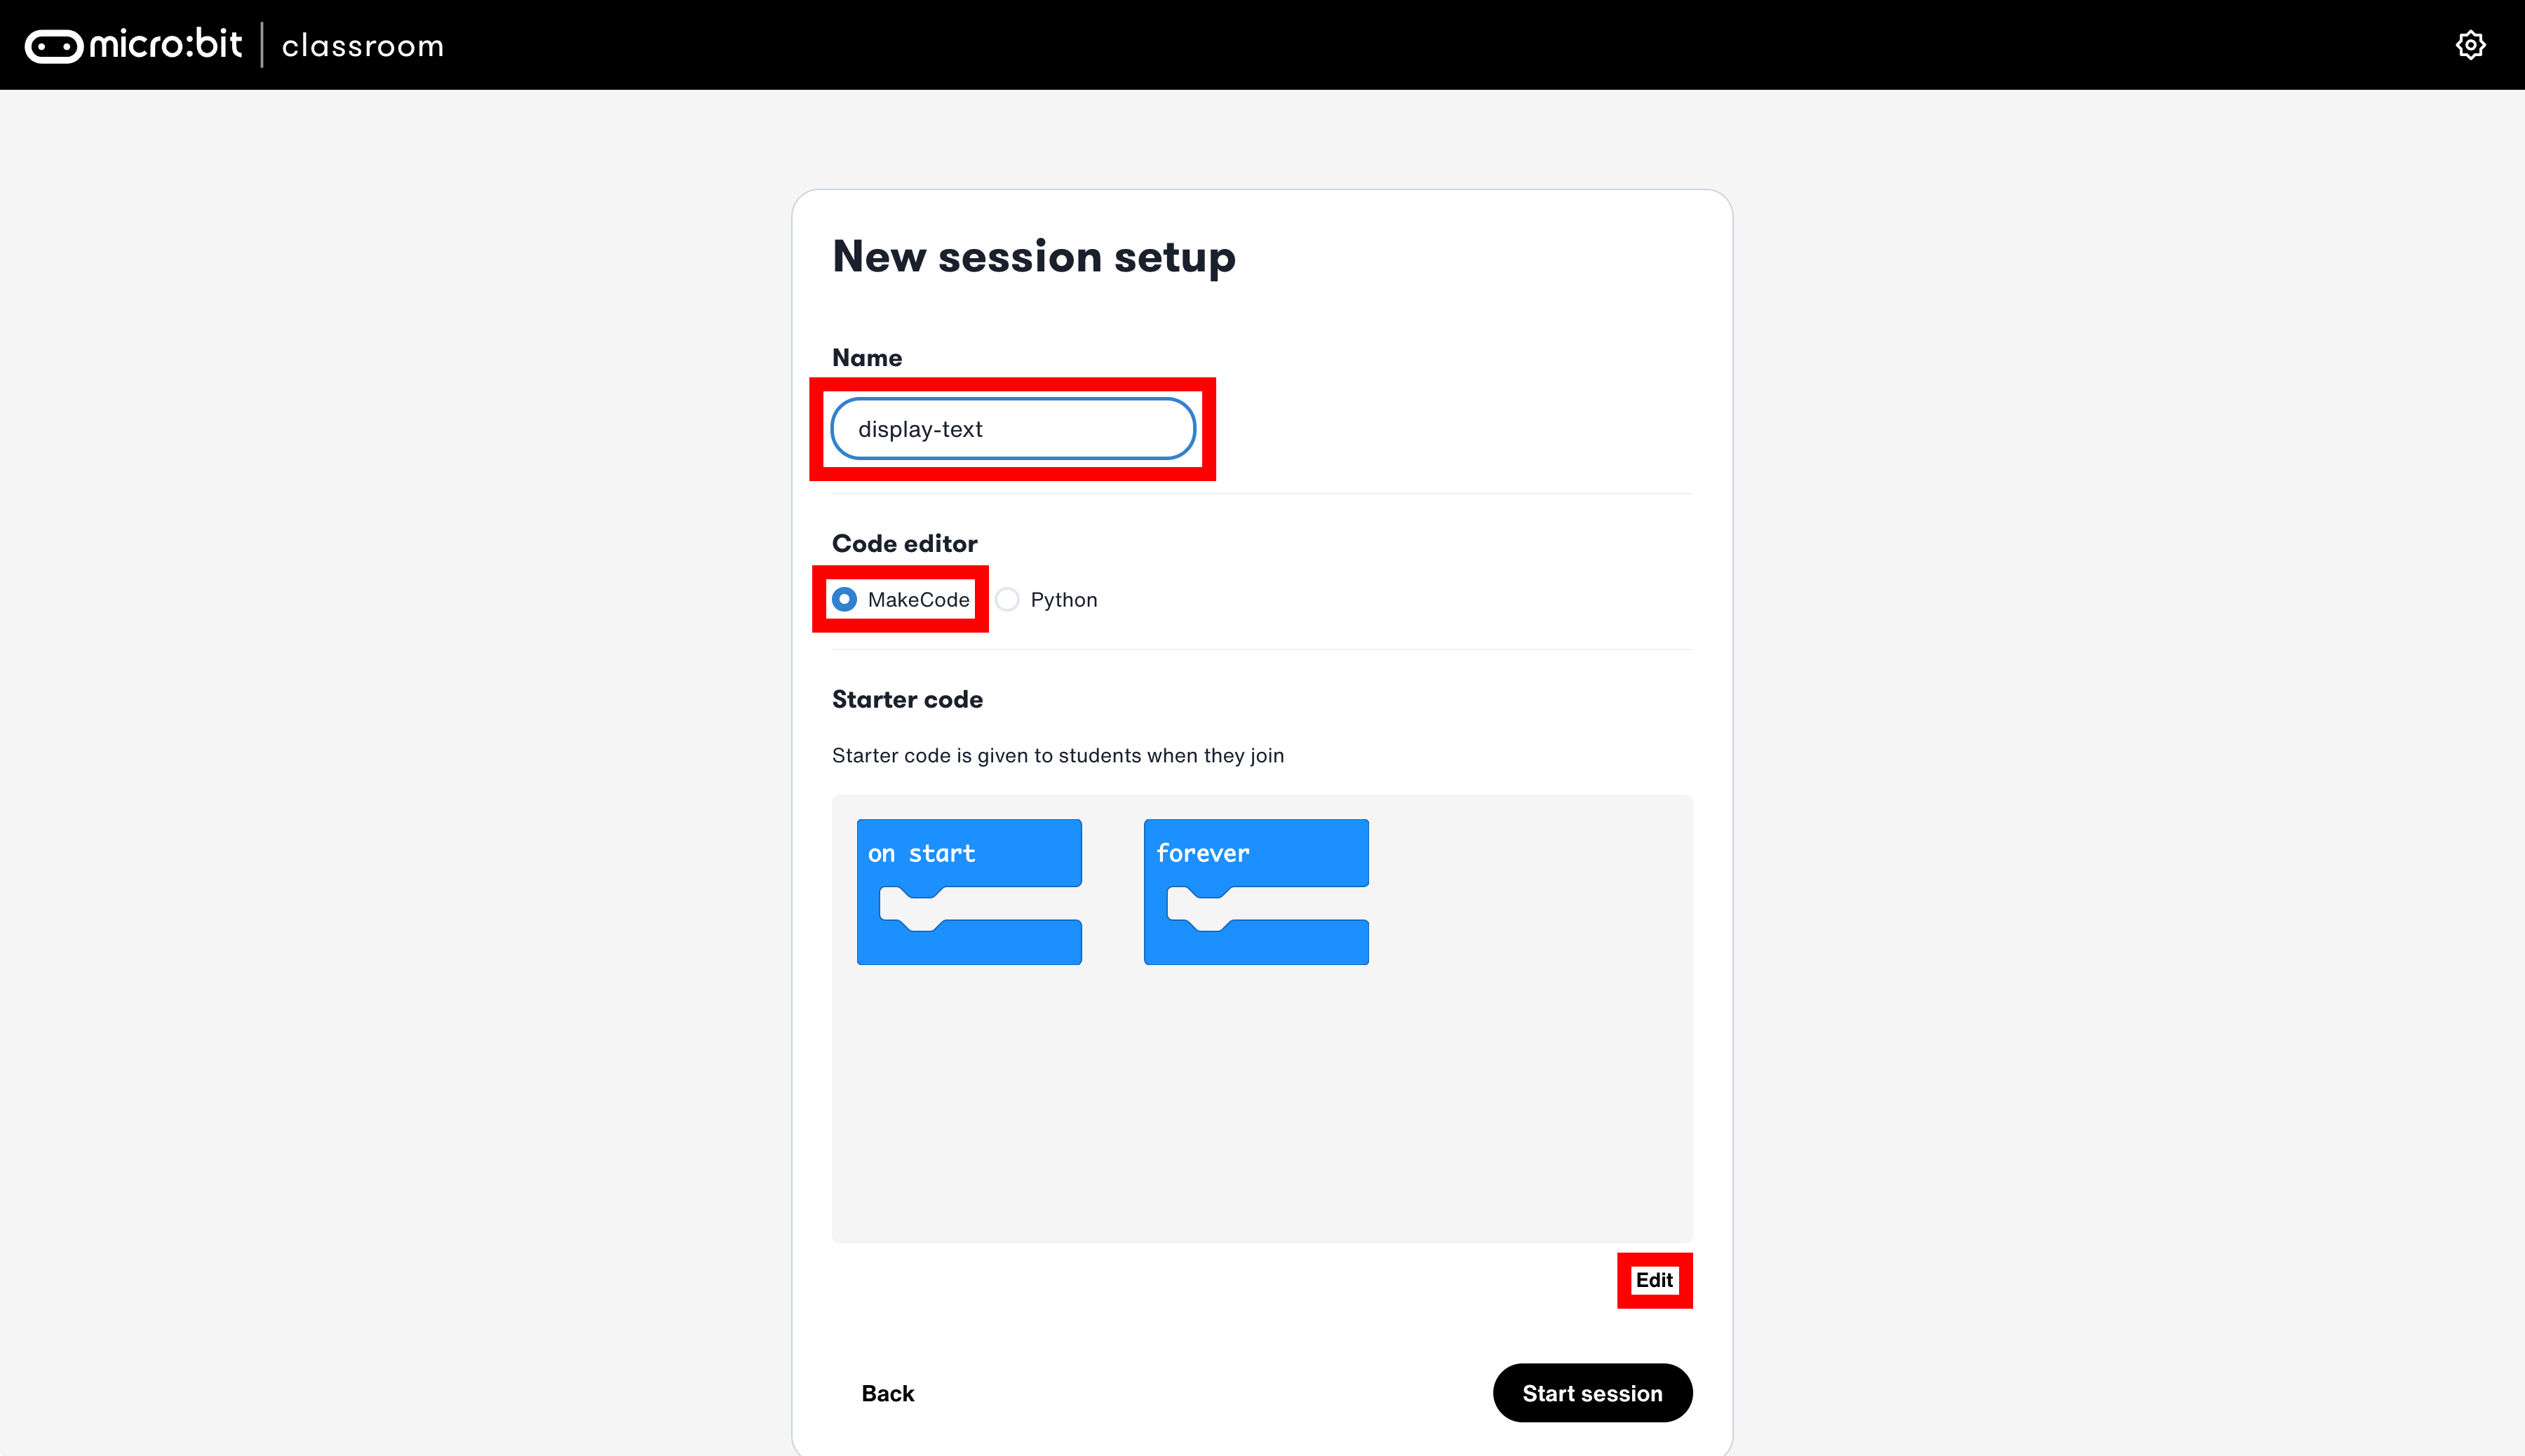 micro:bit classroom
New session setup
Name
display-text
Code editor
MakeCode Python
Starter code
Starter code is given to students when they join
on start forever
Edit
Back Start session